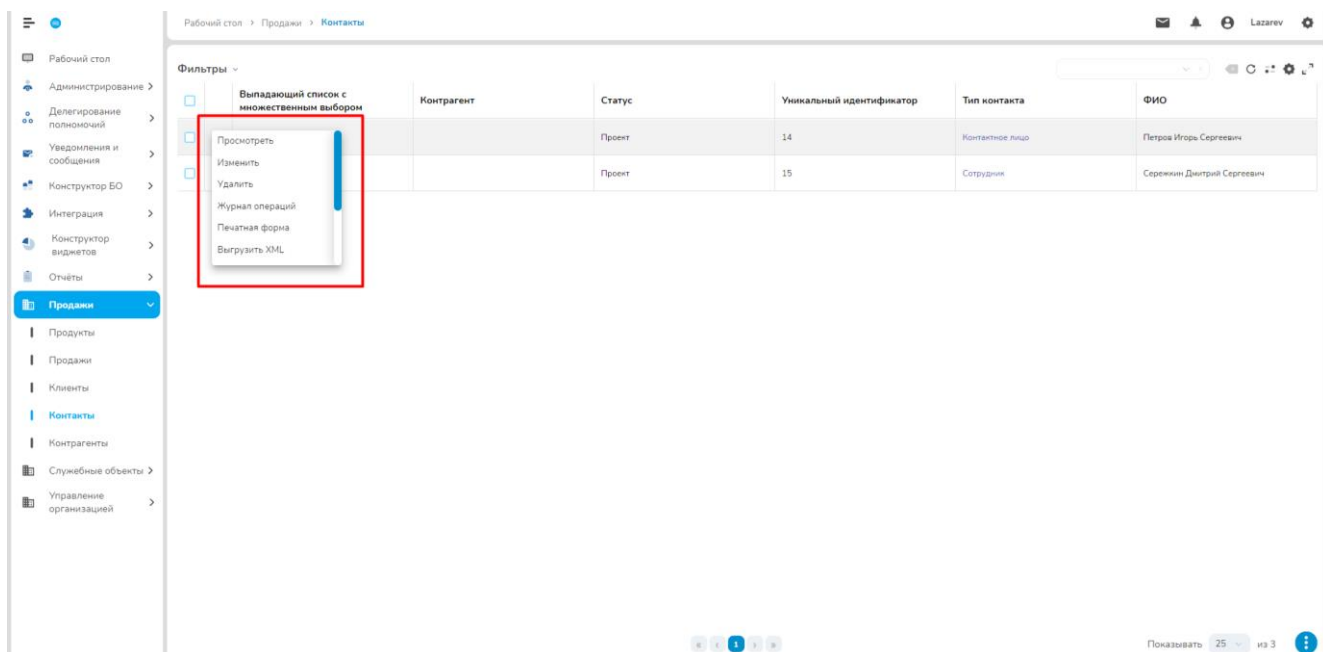 Рабочий стол > Продажи > Контакты
Lazarev
Рабочий стол
Администрирование
Делегирование
полномочий
Уведомления и
сообщения
Конструктор БО
Интеграция
Конструктор
виджетов
Отчёты
Продажи
Продукты
Продажи
Клиенты
Контакты
Контрагенты
Служебные объекты
Управление
организацией
Фильтры
Выпадающий список с
множественным выбором
Контрагент
Статус
Уникальный идентификатор
Тип контакта
ФИО
Проект
14
Контактное лицо
Петров Игорь Сергеевич
Проект
15
Сотрудник
Сережкин Дмитрий Сергеевич
Просмотреть
Изменить
Удалить
Журнал операций
Печатная форма
Выгрузить XML
« ‹ 1 › »
Показывать 25 из 3